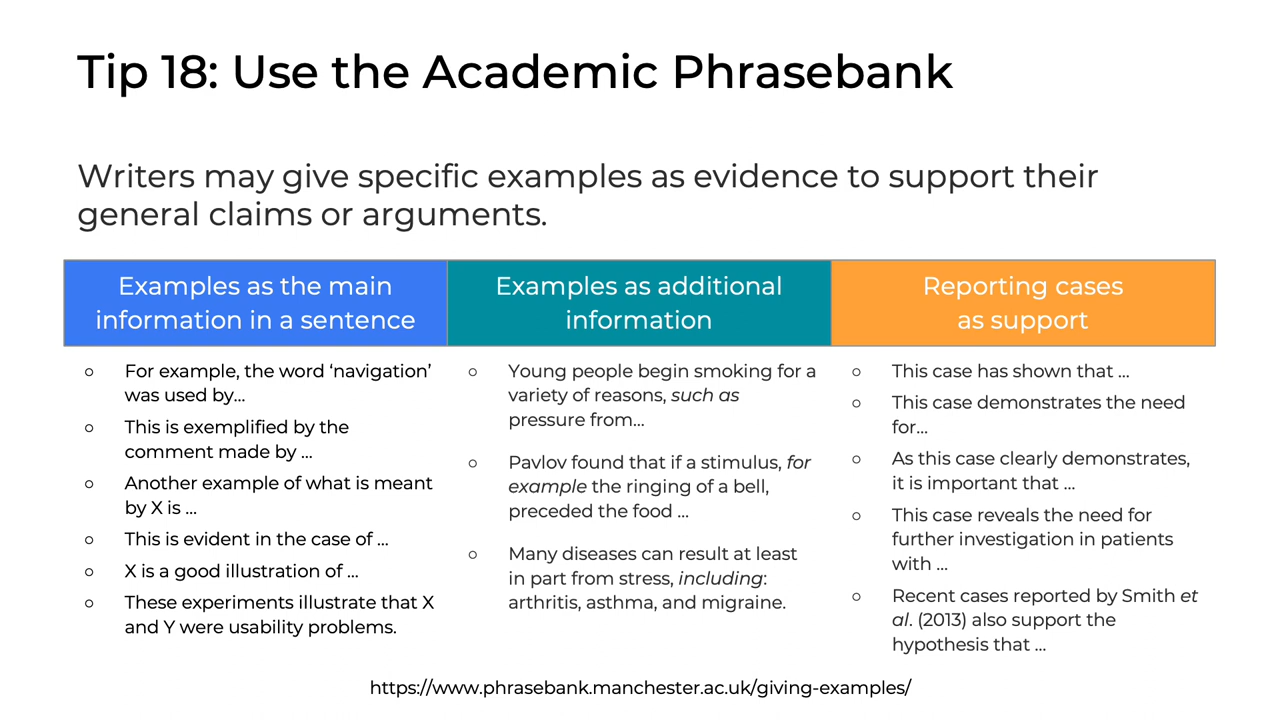 Tip 18: Use the Academic Phrasebank
Writers may give specific examples as evidence to support their
general claims or arguments.
Examples as the main
information in a sentence
○ For example, the word ‘navigation’
was used by…
○ This is exemplified by the
comment made by …
○ Another example of what is meant
by X is …
○ This is evident in the case of …
○ X is a good illustration of …
○ These experiments illustrate that X
and Y were usability problems.
Examples as additional
information
○ Young people begin smoking for a
variety of reasons, such as
pressure from…
○ Pavlov found that if a stimulus, for
example the ringing of a bell,
preceded the food …
○ Many diseases can result at least
in part from stress, including:
arthritis, asthma, and migraine.
Reporting cases
as support
○ This case has shown that …
○ This case demonstrates the need
for…
○ As this case clearly demonstrates,
it is important that …
○ This case reveals the need for
further investigation in patients
with …
○ Recent cases reported by Smith et
al. (2013) also support the
hypothesis that …
https://www.phrasebank.manchester.ac.uk/giving-examples/